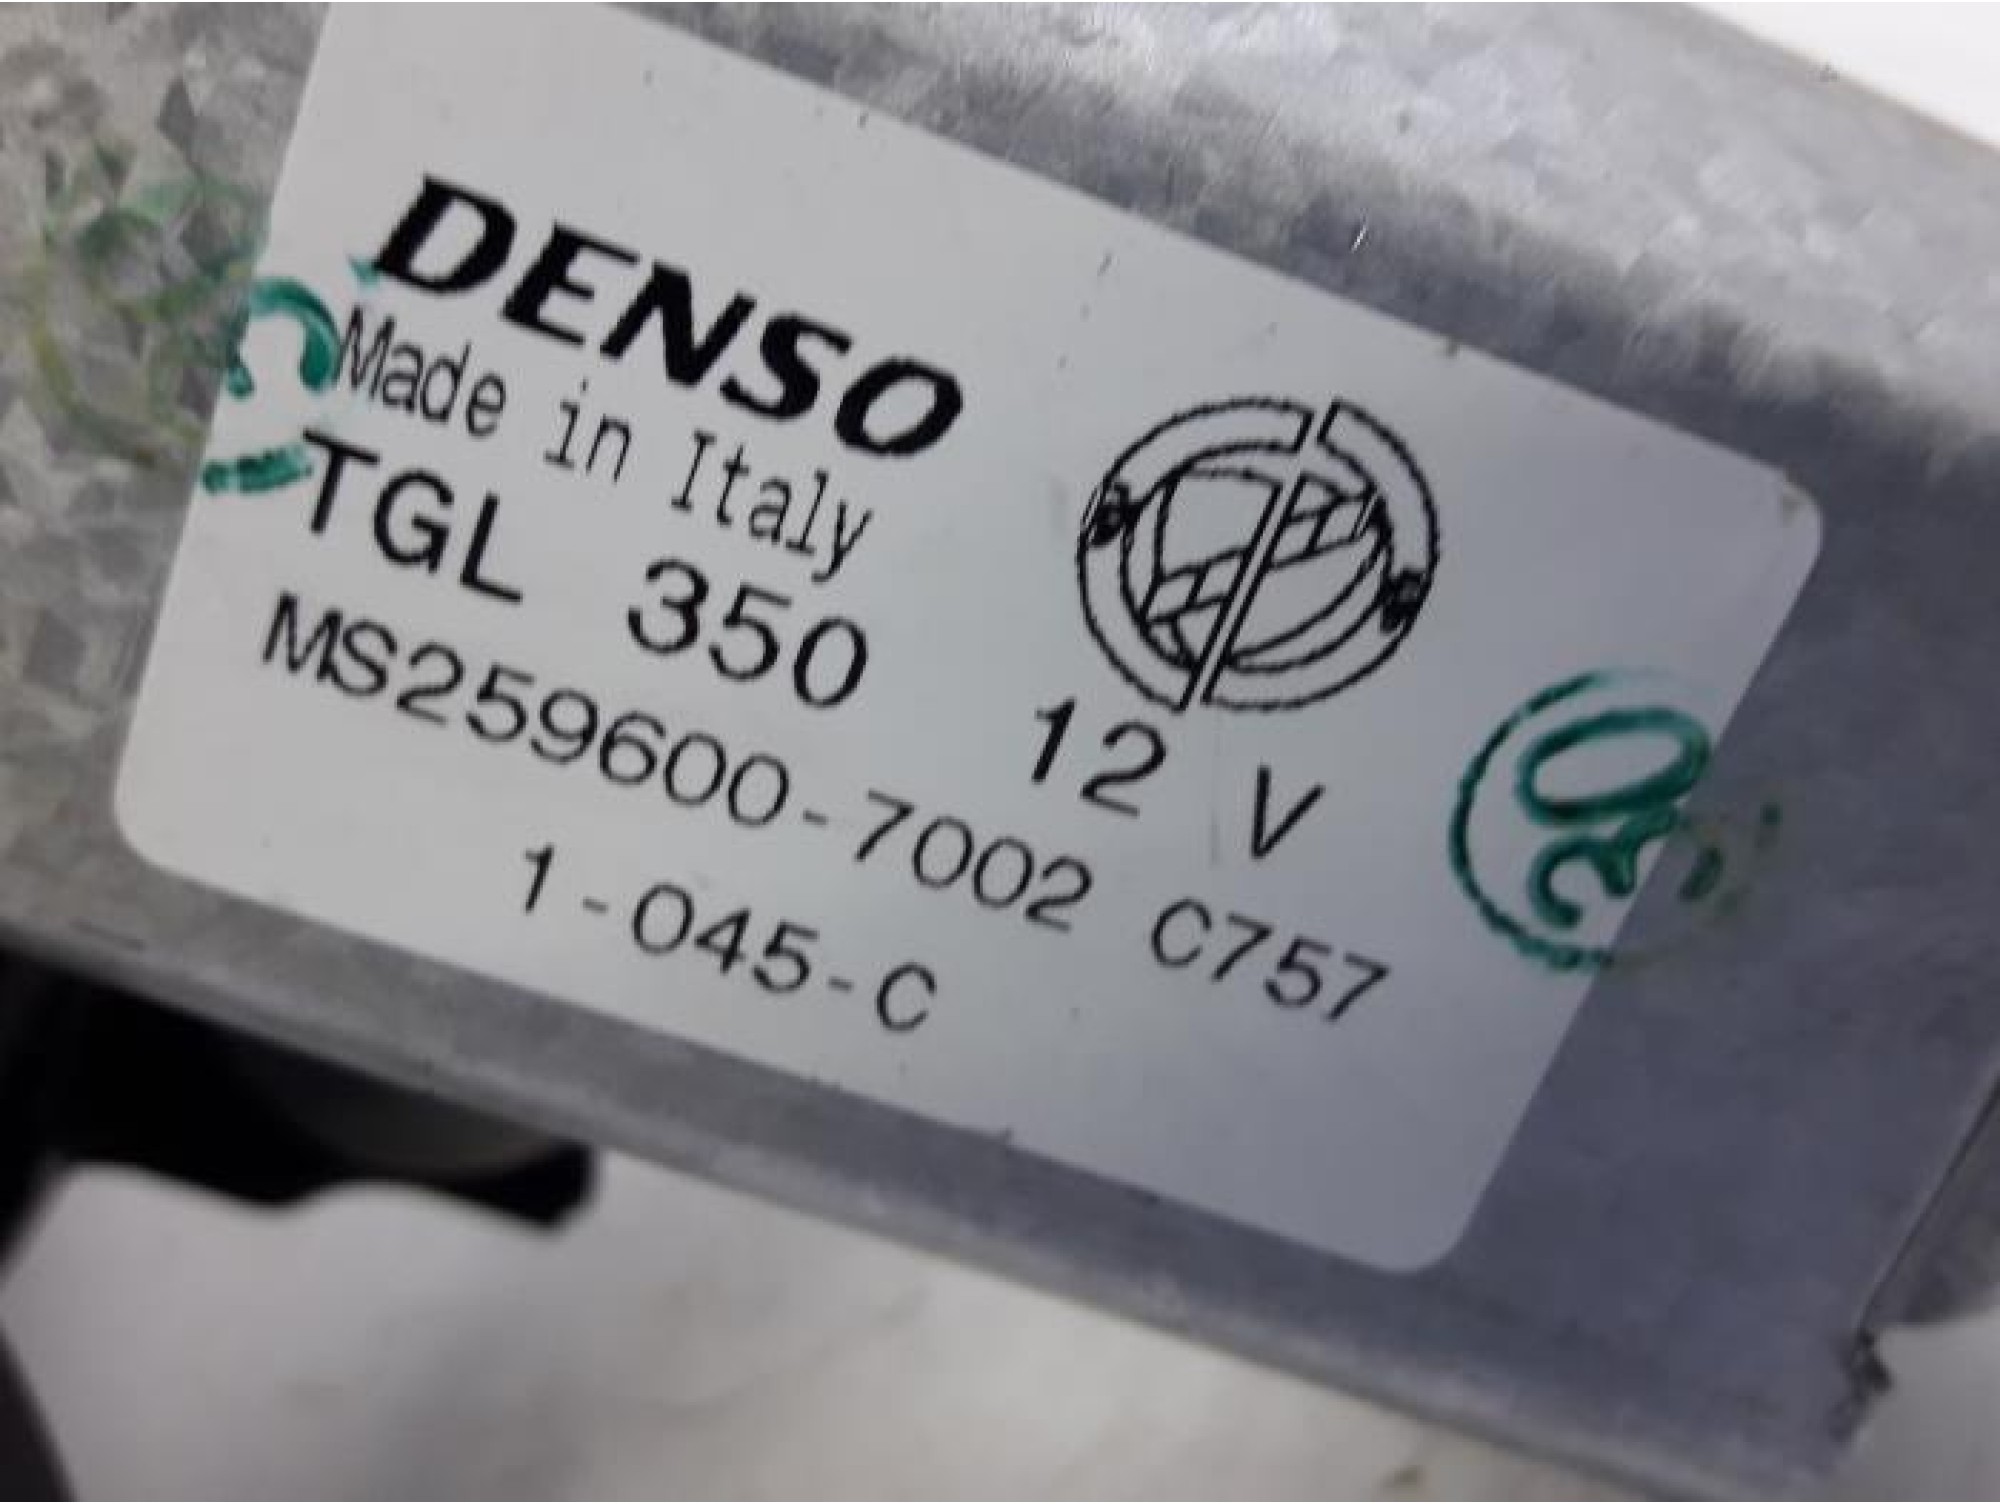 DENSO
Made in Italy
TGL 350 12 V
MS259600-7002 C757
1-045-C